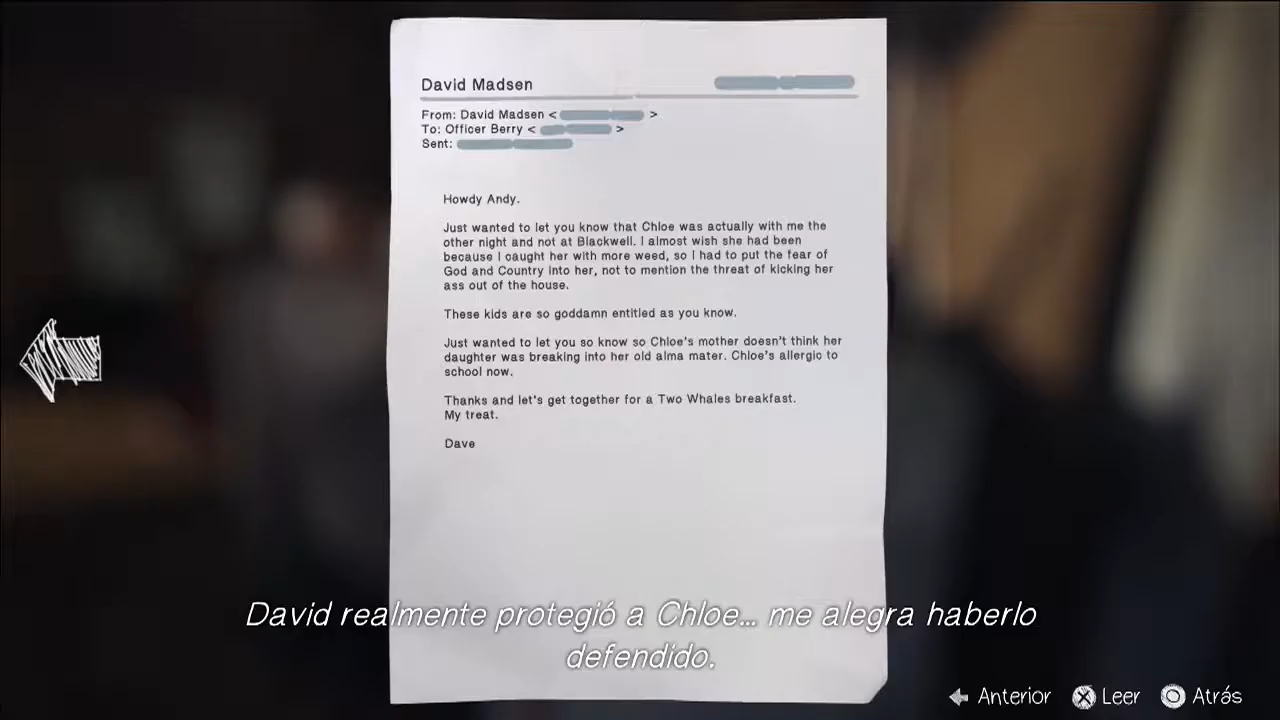 David Madsen
From: David Madsen < >
To: Officer Berry < >
Sent:
Howdy Andy.
Just wanted to let you know that Chloe was actually with me the
other night and not at Blackwell. I almost wish she had been
because I caught her with more weed, so I had to put the fear of
God and Country into her, not to mention the threat of kicking her
ass out of the house.
These kids are so goddamn entitled as you know.
Just wanted to let you so know so Chloe's mother doesn't think her
daughter was breaking into her old alma mater. Chloe's allergic to
school now.
Thanks and let's get together for a Two Whales breakfast.
My treat.
Dave
David realmente protegió a Chloe... me alegra haberlo
defendido.
Anterior Leer Atrás